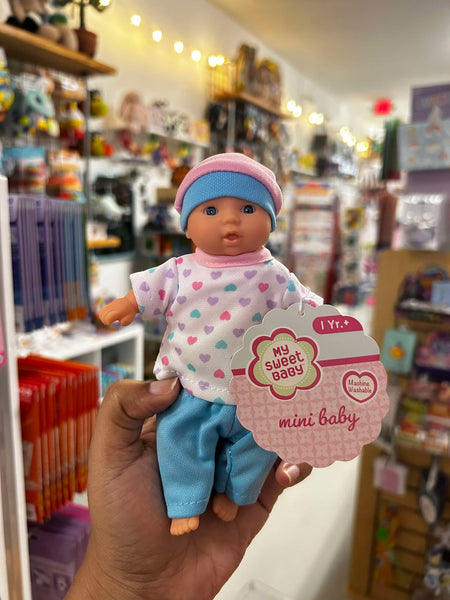 1 Yr.+
MY
SWEET
BABY
Machine
Washable
mini baby